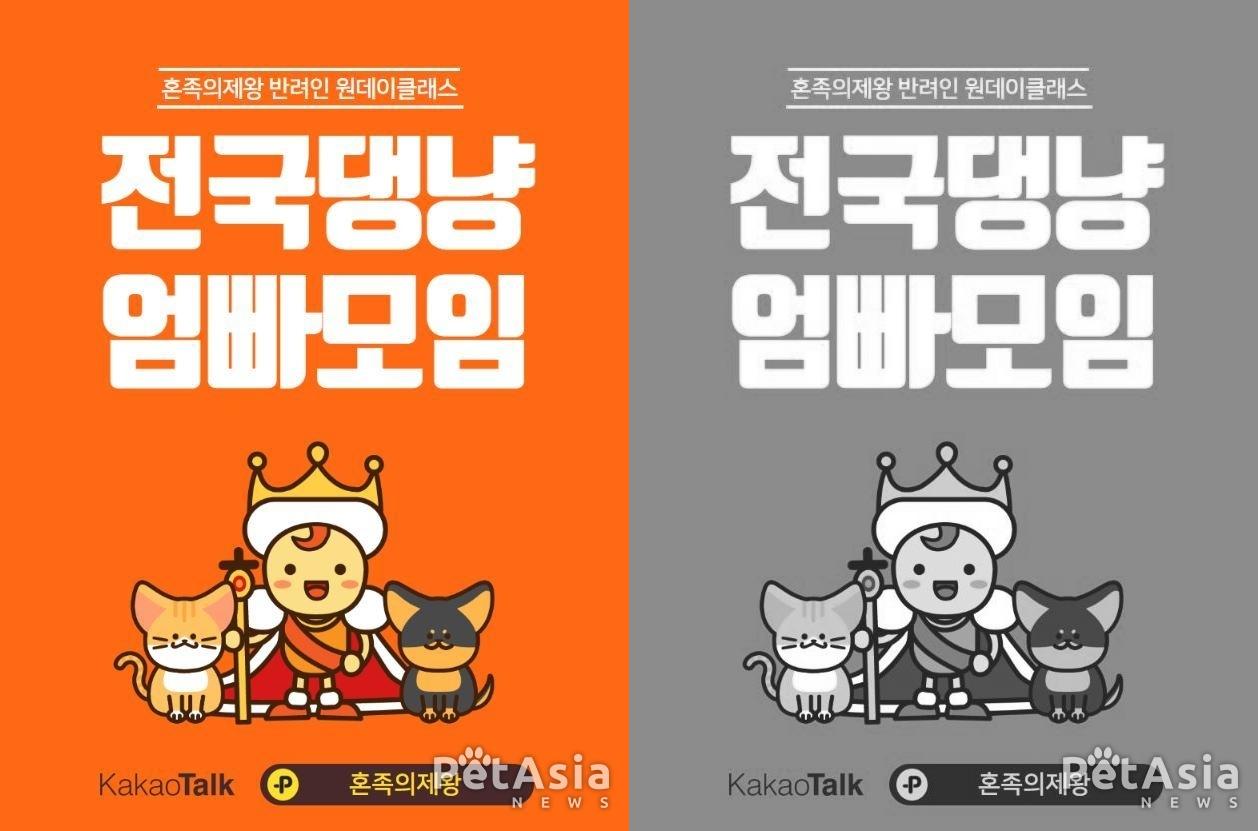 혼족의제왕 반려인 원데이클래스
전국댕냥
엄빠모임
KakaoTalk P 혼족의제왕
PetAsia
NEWS
혼족의제왕 반려인 원데이클래스
전국댕냥
엄빠모임
KakaoTalk P 혼족의제왕
PetAsia
NEWS